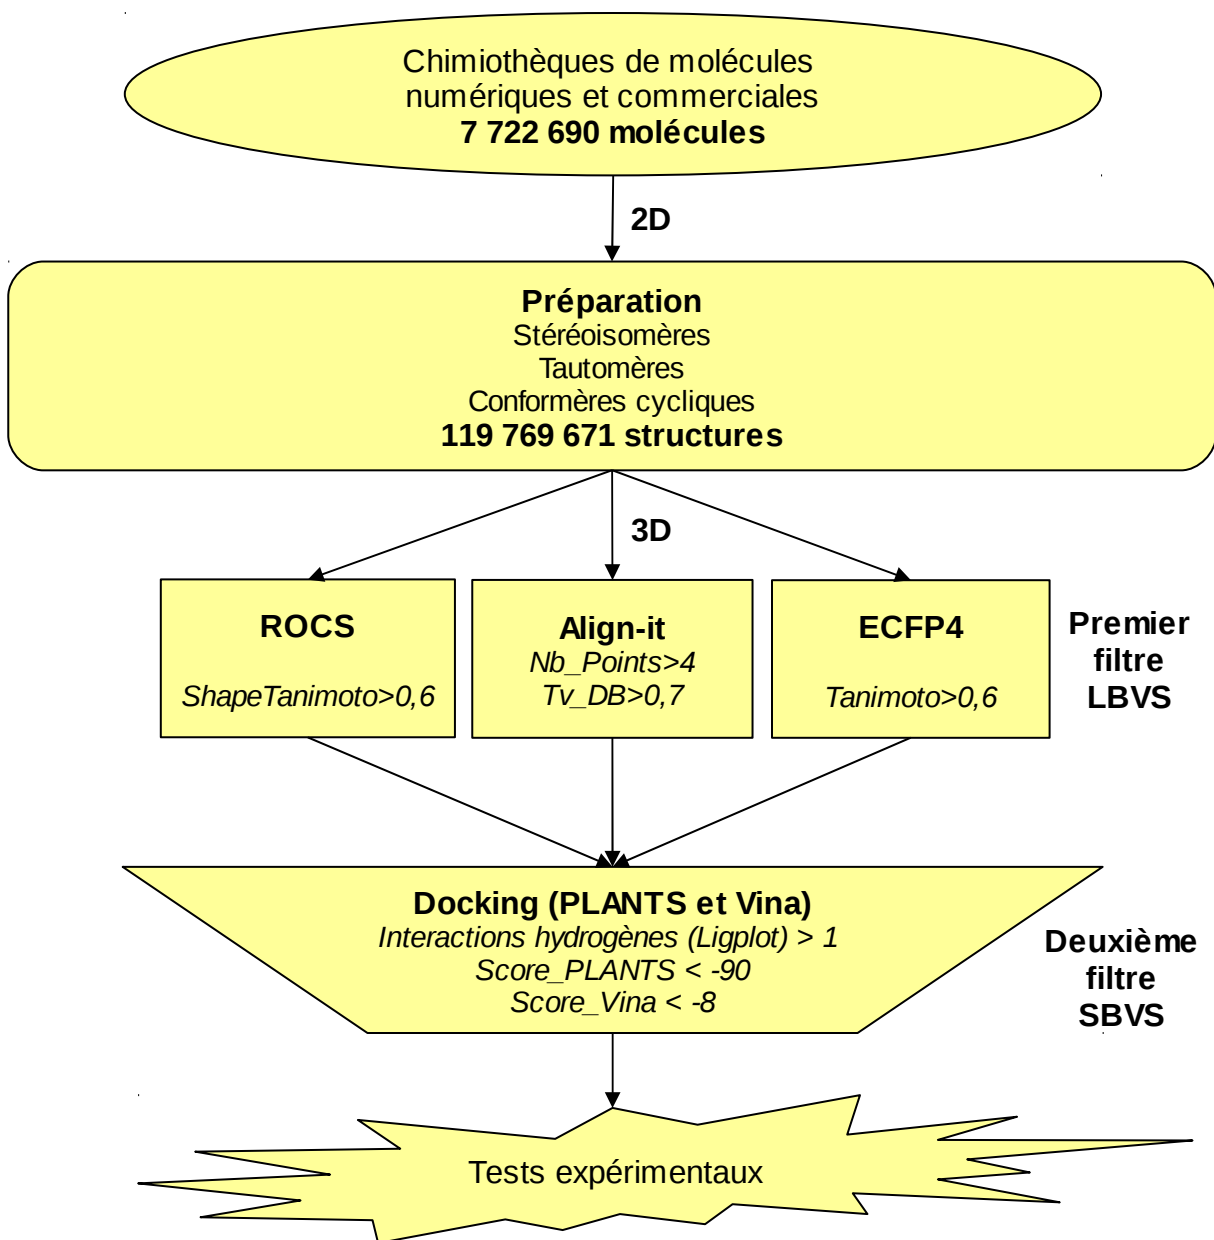 Chimiothèques de molécules
numériques et commerciales
7 722 690 molécules
2D
Préparation
Stéréoisomères
Tautomères
Conformères cycliques
119 769 671 structures
3D
ROCS
ShapeTanimoto>0,6
Align-it
Nb_Points>4
Tv_DB>0,7
ECFP4
Tanimoto>0,6
Premier
filtre
LBVS
Docking (PLANTS et Vina)
Interactions hydrogènes (Ligplot) > 1
Score_PLANTS < -90
Score_Vina < -8
Deuxième
filtre
SBVS
Tests expérimentaux